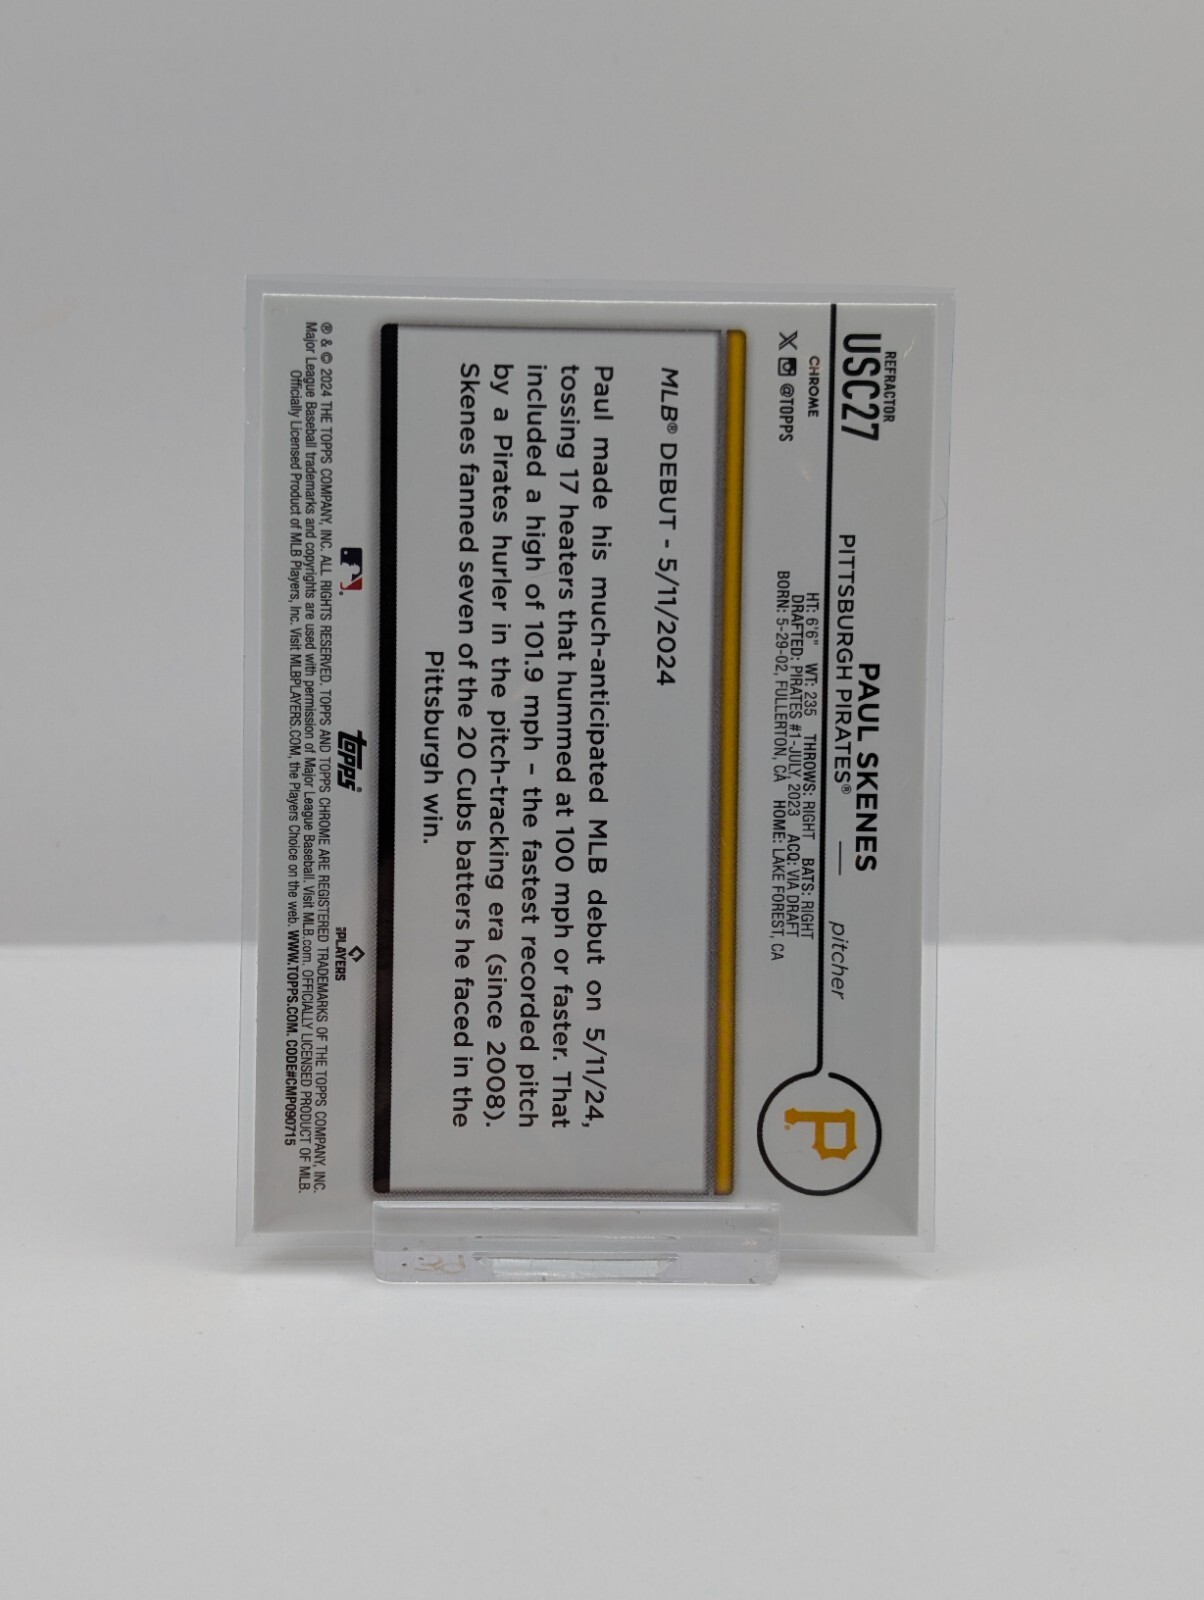 REFRACTOR
USC27
PAUL SKENES
PITTSBURGH PIRATES® — pitcher
CHROME
X @TOPPS
HT: 6'6" WT: 235 THROWS: RIGHT BATS: RIGHT
DRAFTED: PIRATES #1-JULY, 2023 ACQ: VIA DRAFT
BORN: 5-29-02, FULLERTON, CA HOME: LAKE FOREST, CA
P
MLB® DEBUT - 5/11/2024
Paul made his much-anticipated MLB debut on 5/11/24,
tossing 17 heaters that hummed at 100 mph or faster. That
included a high of 101.9 mph – the fastest recorded pitch
by a Pirates hurler in the pitch-tracking era (since 2008).
Skenes fanned seven of the 20 Cubs batters he faced in the
Pittsburgh win.
topps®
PLAYERS
® & © 2024 THE TOPPS COMPANY, INC. ALL RIGHTS RESERVED. TOPPS AND TOPPS CHROME ARE REGISTERED TRADEMARKS OF THE TOPPS COMPANY, INC.
Major League Baseball trademarks and copyrights are used with permission of Major League Baseball. Visit MLB.com. OFFICIALLY LICENSED PRODUCT OF MLB.
Officially Licensed Product of MLB Players, Inc. Visit MLBPLAYERS.COM, the Players Choice on the web. WWW.TOPPS.COM. CODE#CMP090715